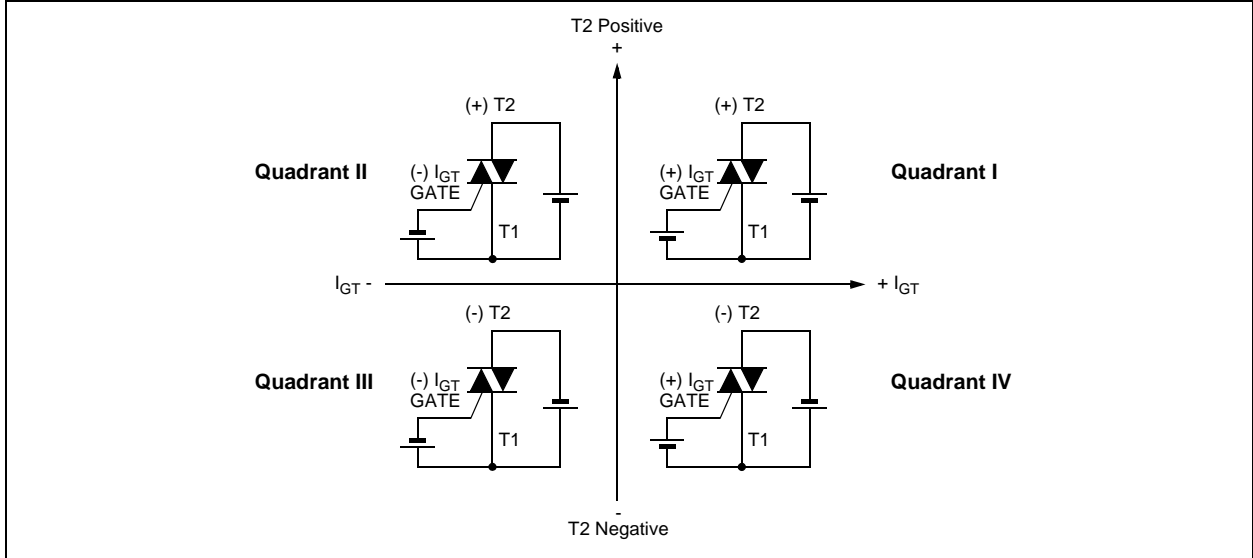 T2 Positive
+
(+) T2
(+) T2
Quadrant II
(-) IGT
GATE
T1
(+) IGT
GATE
T1
Quadrant I
IGT -
+ IGT
(-) T2
(-) T2
Quadrant III
(-) IGT
GATE
T1
(+) IGT
GATE
T1
Quadrant IV
-
T2 Negative